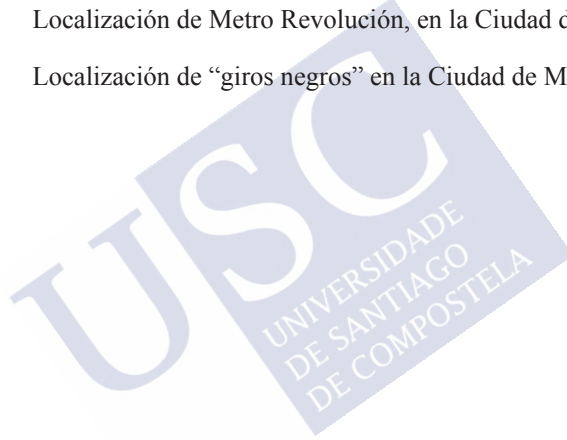 Localización de Metro Revolución, en la Ciudad
Localización de “giros negros” en la Ciudad de
USC
UNIVERSIDADE
DE SANTIAGO
DE COMPOSTELA